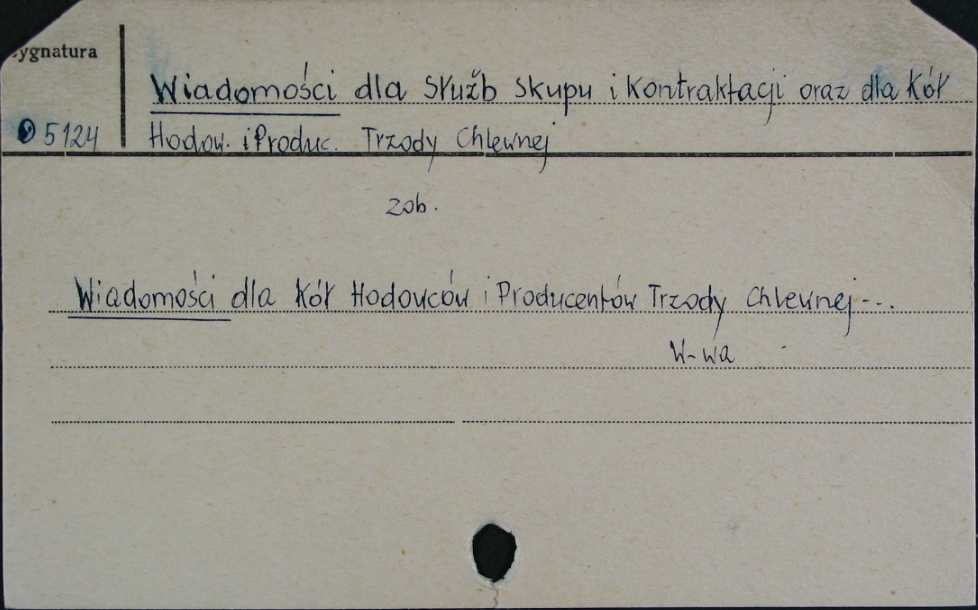 Sygnatura
Wiadomości dla Służb Skupu i Kontraktacji oraz dla Kół
5124
Hodow. i Produc. Trzody Chlewnej
zob.
Wiadomości dla Kół Hodowców i Producentów Trzody Chlewnej---
W-wa